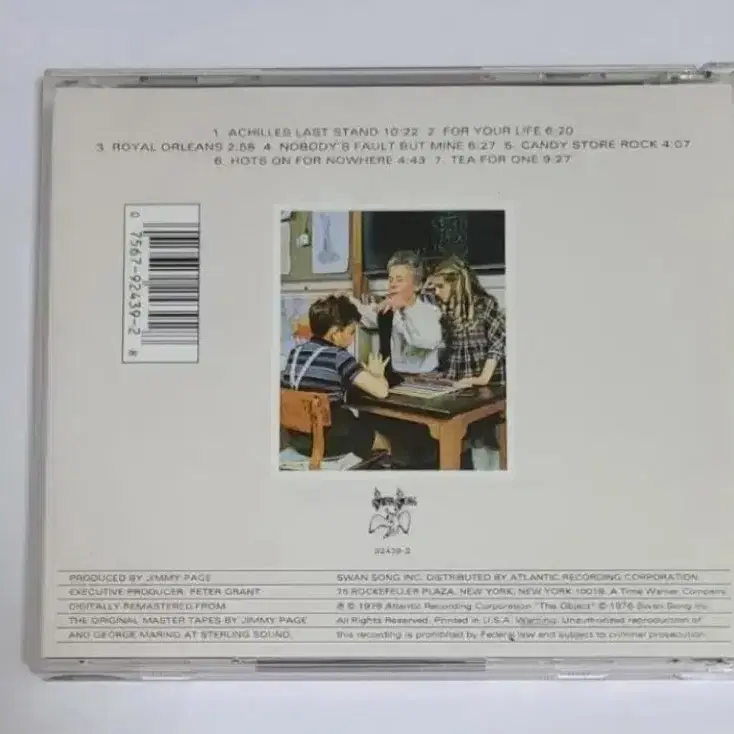 1 ACHILLES LAST STAND 10:22 2 FOR YOUR LIFE 6:20
3 ROYAL ORLEANS 2:58 4 NOBODY'S FAULT BUT MINE 6:27 5 CANDY STORE ROCK 4:07
6 HOTS ON FOR NOWHERE 4:43 7 TEA FOR ONE 9:27
0 7567-92439-2 8
SWAN SONG
92439-2
PRODUCED BY JIMMY PAGE
EXECUTIVE PRODUCER: PETER GRANT
DIGITALLY REMASTERED FROM
THE ORIGINAL MASTER TAPES BY JIMMY PAGE
AND GEORGE MARINO AT STERLING SOUND.
SWAN SONG INC. DISTRIBUTED BY ATLANTIC RECORDING CORPORATION
75 ROCKEFELLER PLAZA, NEW YORK, NEW YORK 10019. A Time Warner Company
℗ © 1976 Atlantic Recording Corporation "The Object" © 1976 Swan Song Inc.
All Rights Reserved. Printed in U.S.A. Warning: Unauthorized reproduction of
this recording is prohibited by Federal law and subject to criminal prosecution.